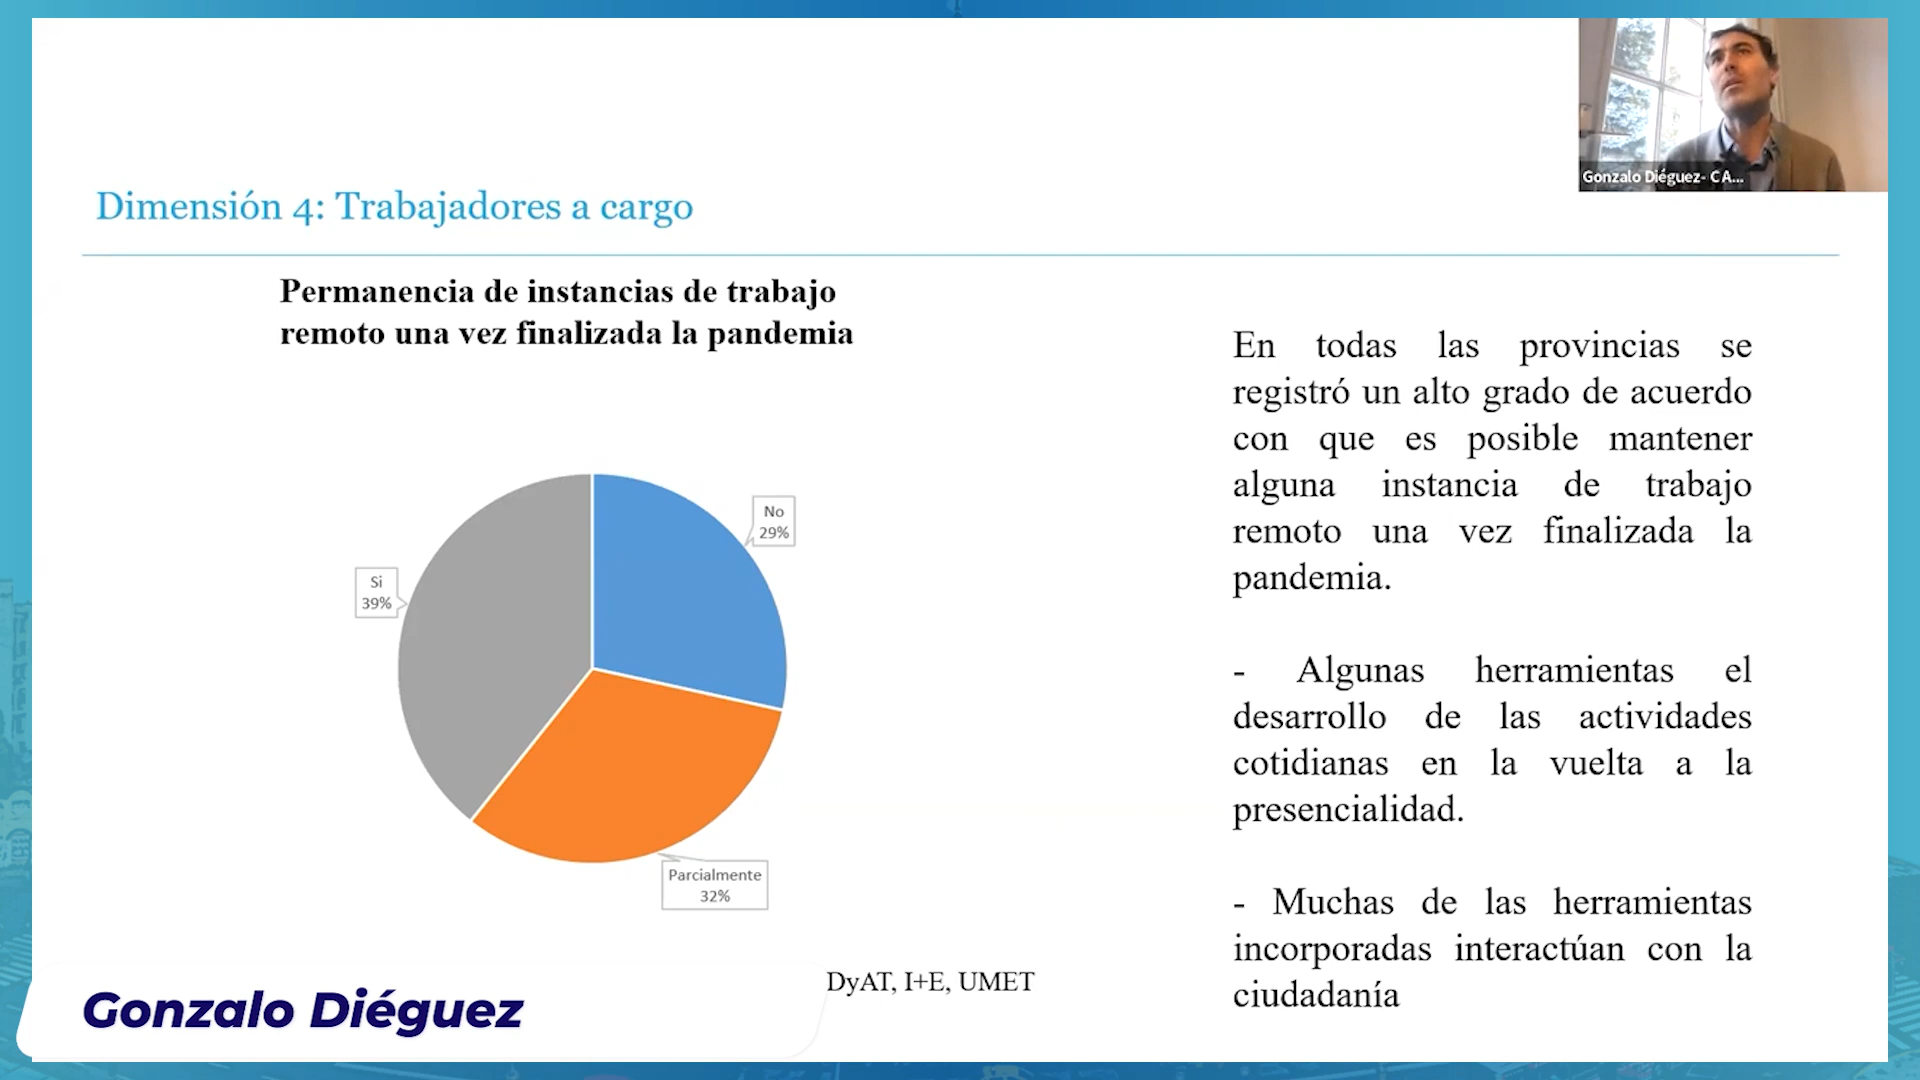 Gonzalo Diéguez- C A...
Dimensión 4: Trabajadores a cargo
Permanencia de instancias de trabajo
remoto una vez finalizada la pandemia
No
29%
Si
39%
Parcialmente
32%
En todas las provincias se
registró un alto grado de acuerdo
con que es posible mantener
alguna instancia de trabajo
remoto una vez finalizada la
pandemia.
- Algunas herramientas el
desarrollo de las actividades
cotidianas en la vuelta a la
presencialidad.
- Muchas de las herramientas
incorporadas interactúan con la
ciudadanía
DyAT, I+E, UMET
Gonzalo Diéguez